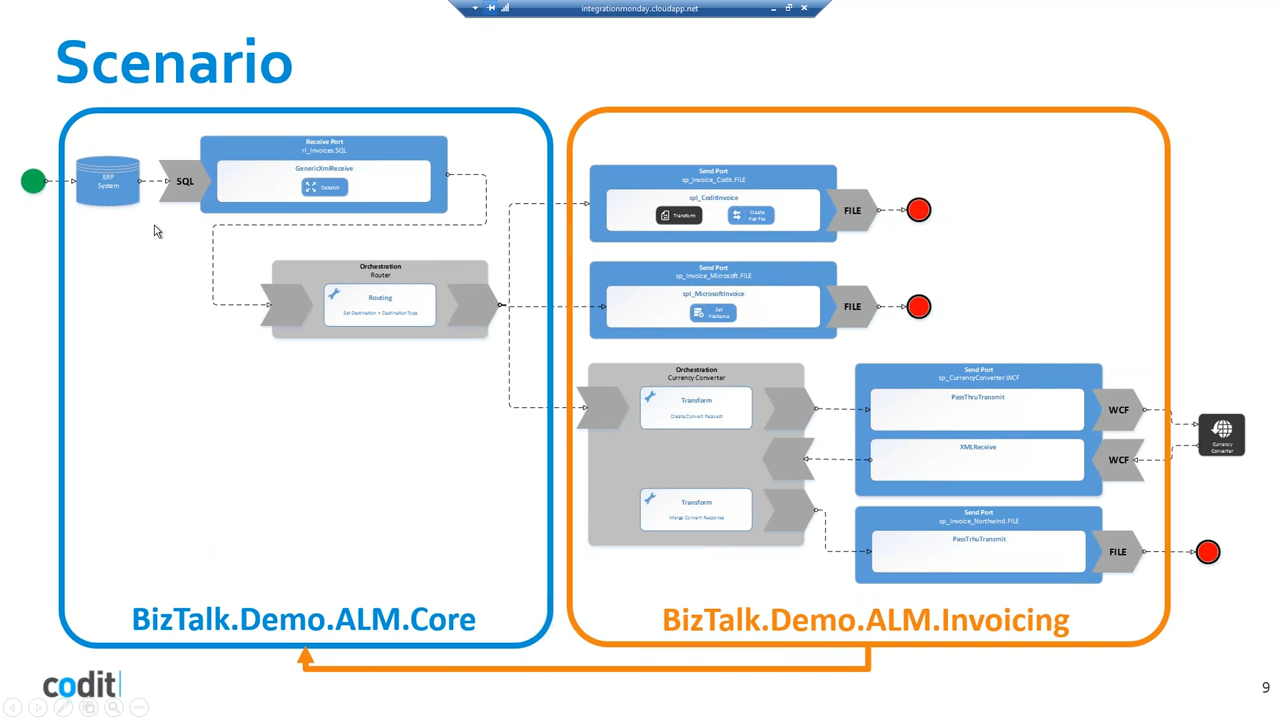 integrationmonday.cloudapp.net
Scenario
ERP
System
SQL
Receive Port
rl_Invoices.SQL
GenericXmlReceive
Debatch
Orchestration
Router
Routing
Set Destination + DestinationType
BizTalk.Demo.ALM.Core
Send Port
sp_Invoice_Codit.FILE
spl_CoditInvoice
Transform
Create
Flat File
FILE
Send Port
sp_Invoice_Microsoft.FILE
spl_MicrosoftInvoice
Set
Filename
FILE
Orchestration
Currency Converter
Transform
Create Convert Request
Transform
Merge Convert Response
Send Port
sp_CurrencyConverter.WCF
PassThruTransmit
WCF
XMLReceive
WCF
Currency
Converter
Send Port
sp_Invoice_Northwind.FILE
PassTrhuTransmit
FILE
BizTalk.Demo.ALM.Invoicing
codit
9